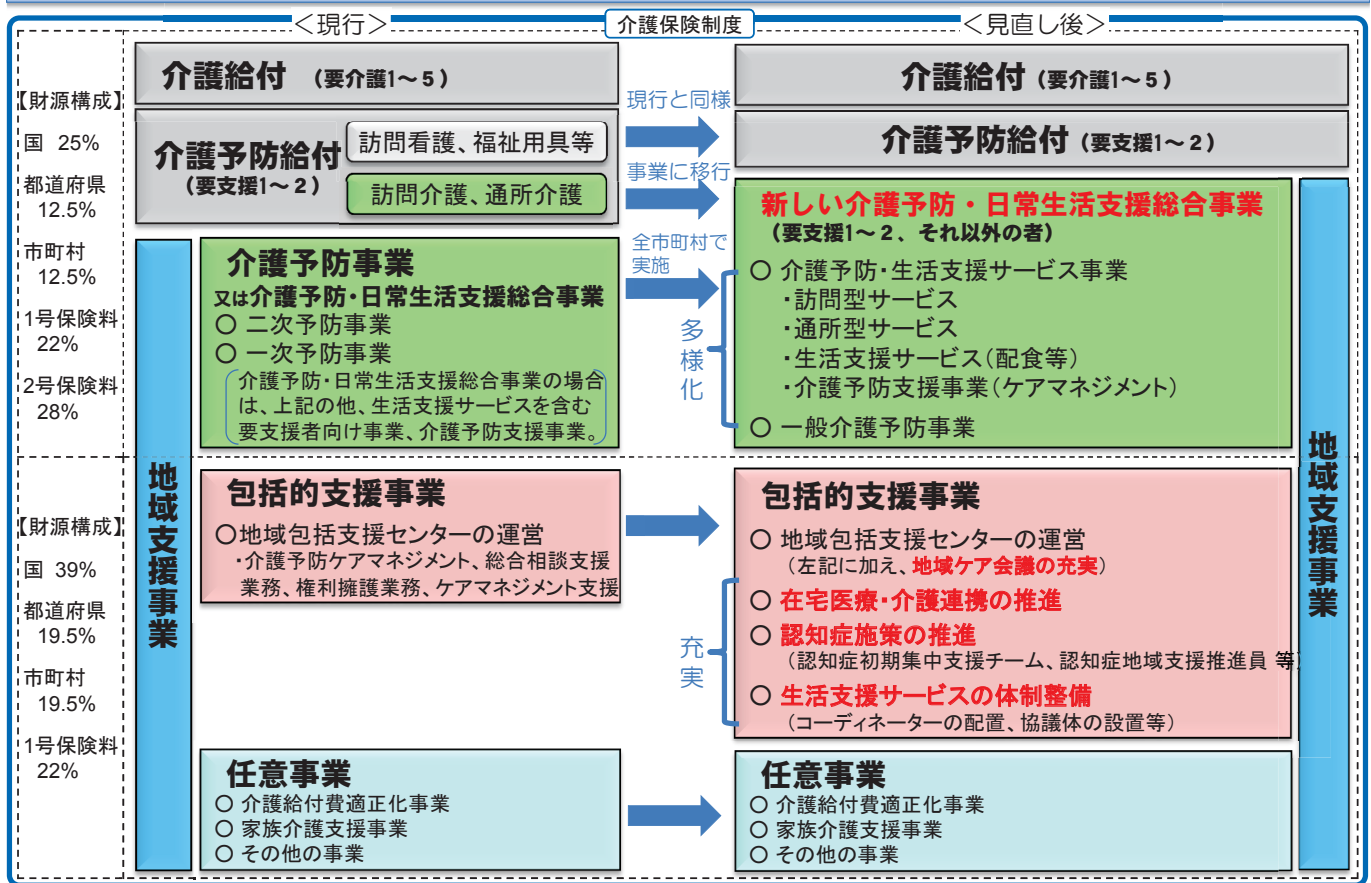 ＜現行＞
介護保険制度
＜見直し後＞
【財源構成】
国 25%
都道府県
12.5%
市町村
12.5%
1号保険料
22%
2号保険料
28%
【財源構成】
国 39%
都道府県
19.5%
市町村
19.5%
1号保険料
22%
介護給付 （要介護1～5）
介護予防給付
（要支援1～2）
訪問看護、福祉用具等
訪問介護、通所介護
地域支援事業
介護予防事業
又は介護予防・日常生活支援総合事業
○ 二次予防事業
○ 一次予防事業
介護予防・日常生活支援総合事業の場合
は、上記の他、生活支援サービスを含む
要支援者向け事業、介護予防支援事業。
包括的支援事業
○地域包括支援センターの運営
・介護予防ケアマネジメント、総合相談支援
業務、権利擁護業務、ケアマネジメント支援
任意事業
○ 介護給付費適正化事業
○ 家族介護支援事業
○ その他の事業
現行と同様
事業に移行
全市町村で
実施
多様化
充実
介護給付 （要介護1～5）
介護予防給付 （要支援1～2）
新しい介護予防・日常生活支援総合事業
（要支援1～2、それ以外の者）
○ 介護予防・生活支援サービス事業
・訪問型サービス
・通所型サービス
・生活支援サービス（配食等）
・介護予防支援事業（ケアマネジメント）
○ 一般介護予防事業
包括的支援事業
○ 地域包括支援センターの運営
（左記に加え、地域ケア会議の充実）
○ 在宅医療・介護連携の推進
○ 認知症施策の推進
（認知症初期集中支援チーム、認知症地域支援推進員 等）
○ 生活支援サービスの体制整備
（コーディネーターの配置、協議体の設置等）
任意事業
○ 介護給付費適正化事業
○ 家族介護支援事業
○ その他の事業
地域支援事業